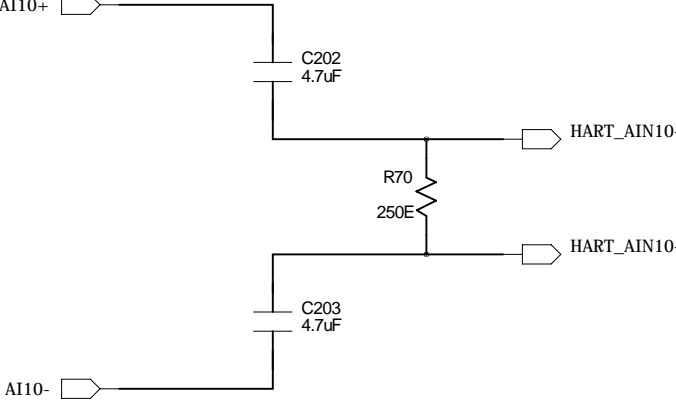 AI10+
C202
4.7uF
HART_AIN10
R70
250E
HART_AIN10
C203
4.7uF
AI10-